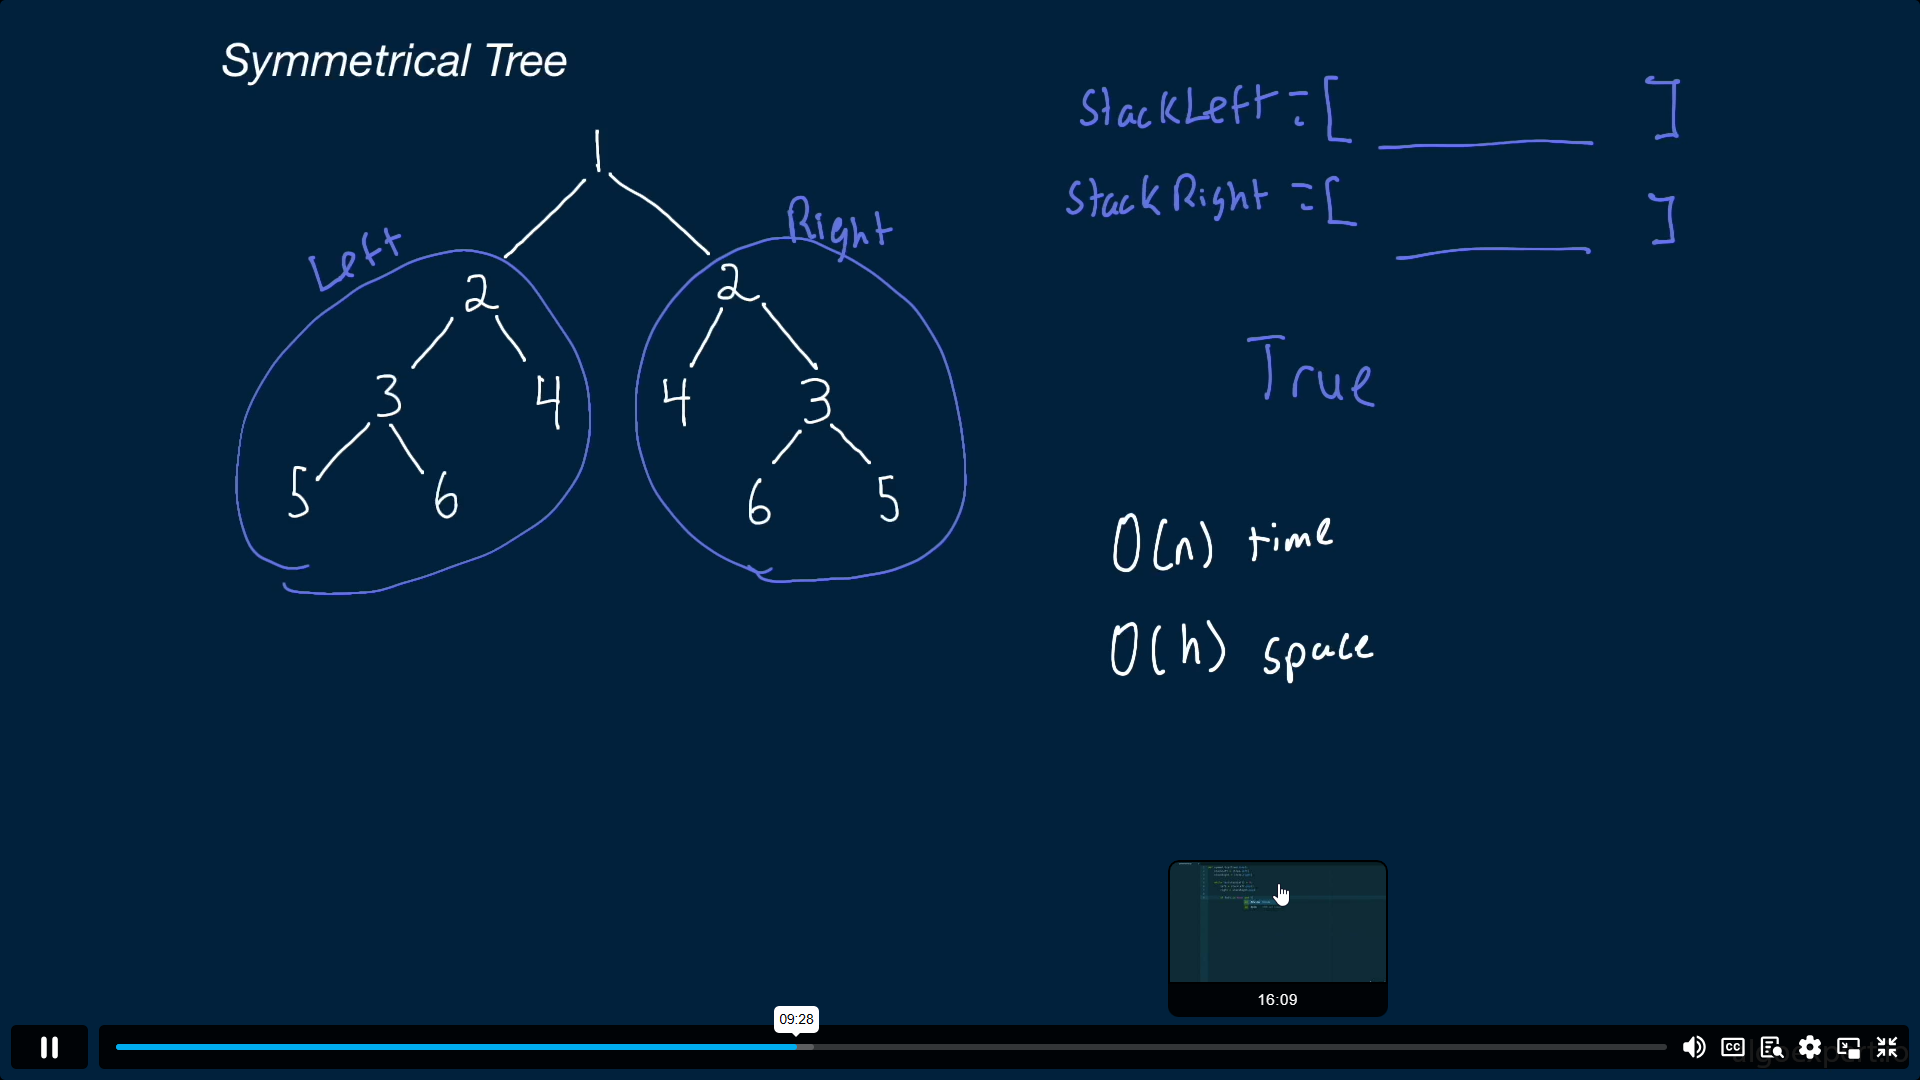 Symmetrical Tree
StackLeft = [ ]
StackRight = [ ]
1
Left
Right
2 2
3 4 4 3
5 6 6 5
True
O(n) time
O(h) space
16:09
09:28
CC